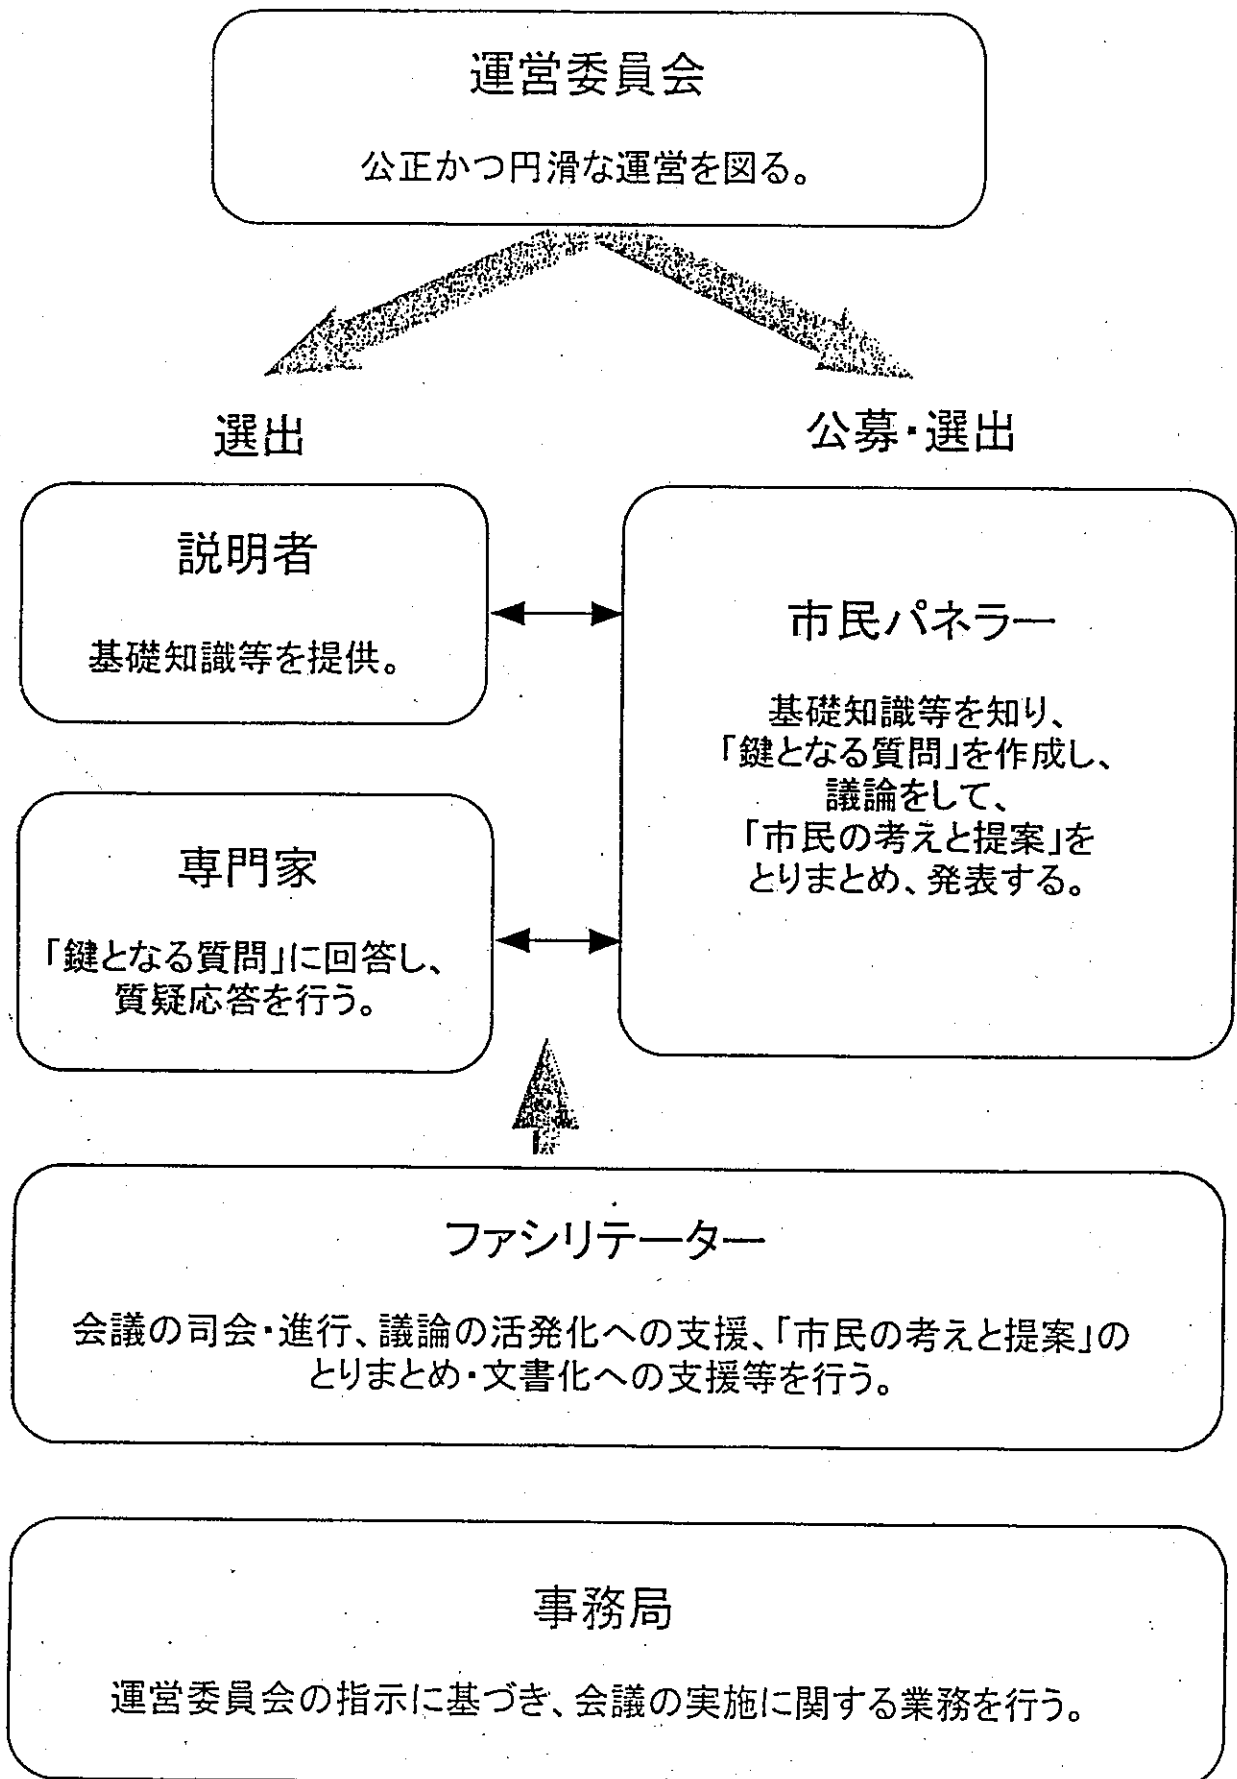 運営委員会
公正かつ円滑な運営を図る。
選出
公募・選出
説明者
基礎知識等を提供。
市民パネラー
基礎知識等を知り、
「鍵となる質問」を作成し、
議論をして、
「市民の考えと提案」を
とりまとめ、発表する。
専門家
「鍵となる質問」に回答し、
質疑応答を行う。
ファシリテーター
会議の司会・進行、議論の活発化への支援、「市民の考えと提案」の
とりまとめ・文書化への支援等を行う。
事務局
運営委員会の指示に基づき、会議の実施に関する業務を行う。